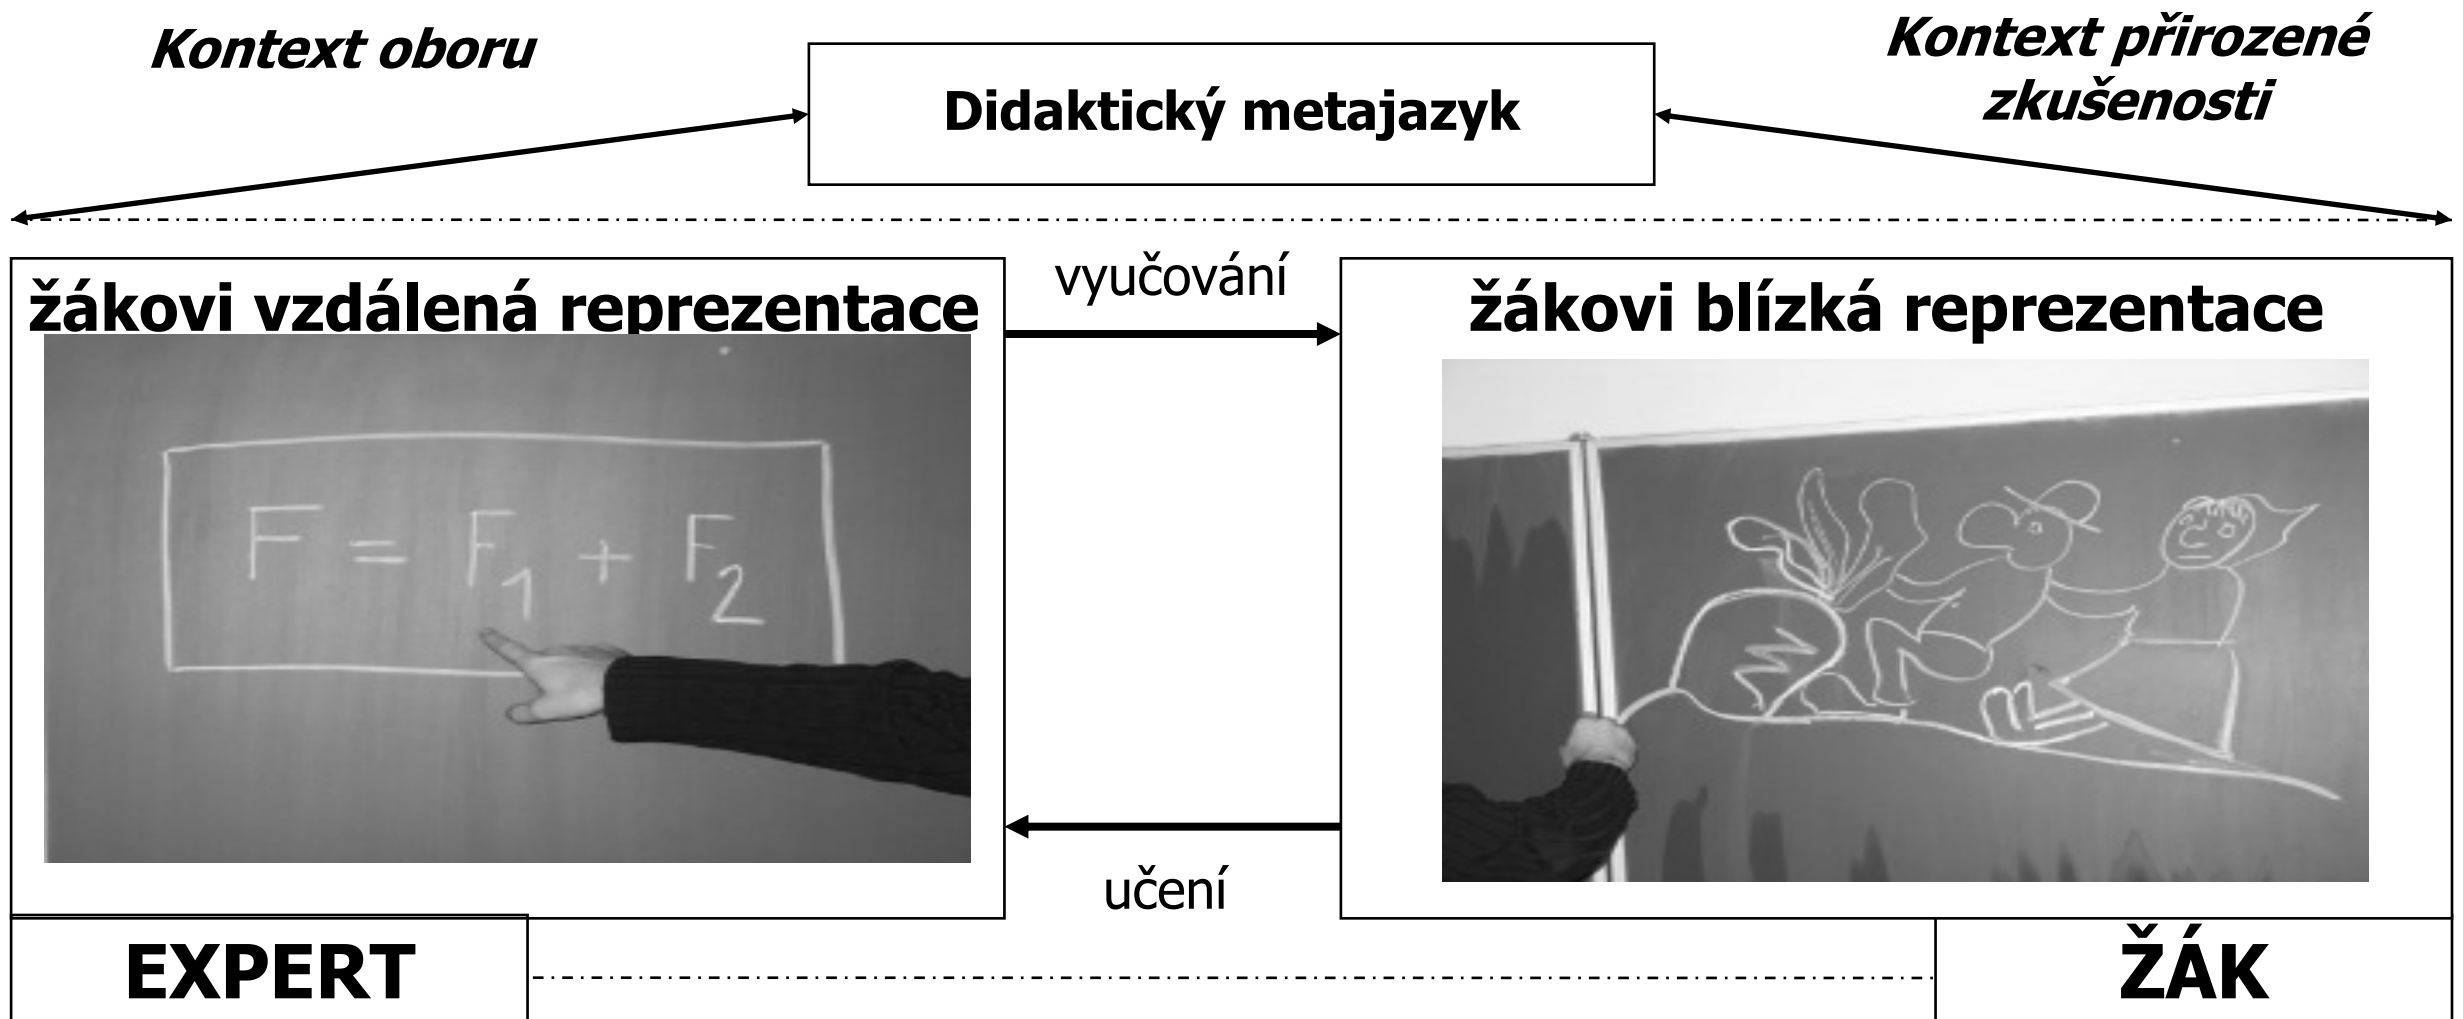 Kontext oboru
Didaktický metajazyk
Kontext přirozené
zkušenosti
vyučování
žákovi vzdálená reprezentace
žákovi blízká reprezentace
F = F₁ + F₂
učení
EXPERT
ŽÁK